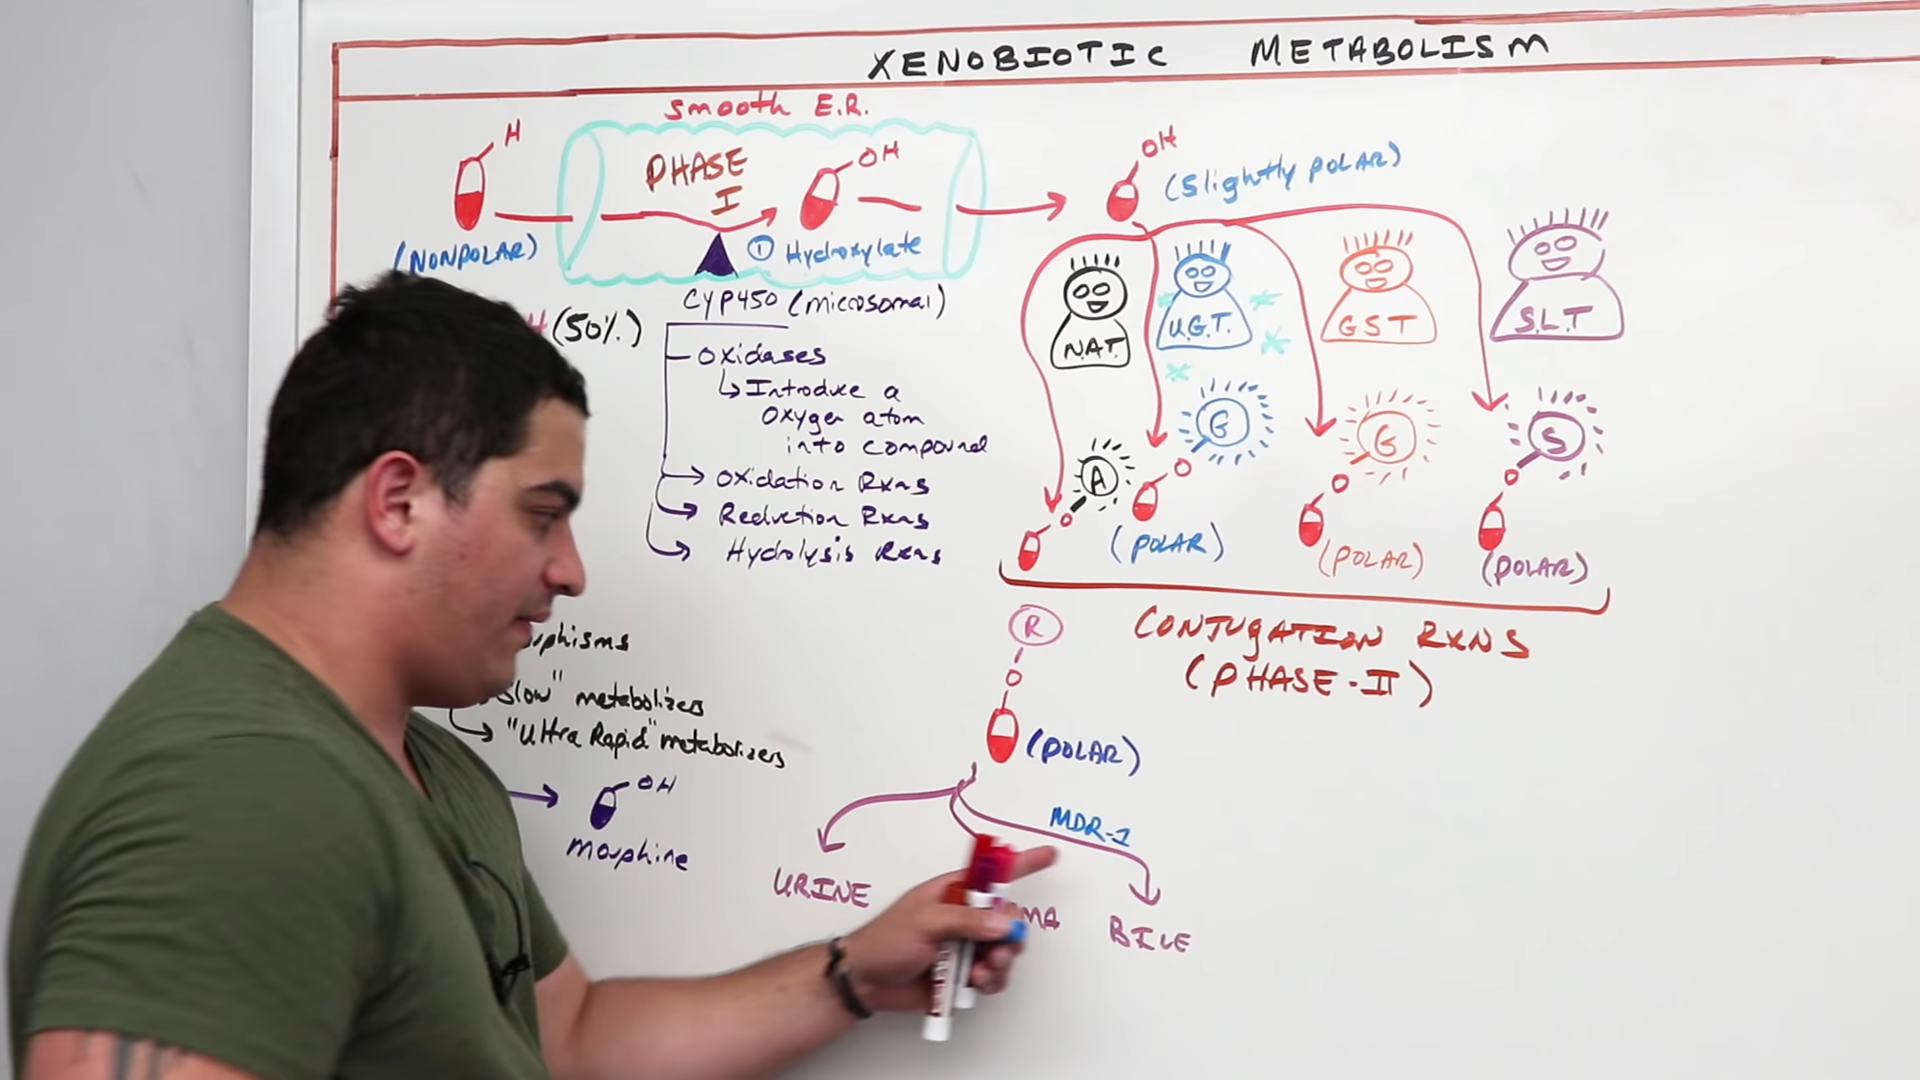 XENOBIOTIC METABOLISM
smooth E.R.
H
PHASE
I
OH
① Hydroxylate
(NONPOLAR)
OH
(slightly POLAR)
CYP450 (microsomal)
(50%)
Oxidases
Introduce a
Oxygen atom
into compound
Oxidation Rxns
Reduction Rxns
Hydrolysis Rxns
N.A.T.
U.G.T.
G S T
S.L.T
A
G
G
S
O
O
O
O
(POLAR)
(POLAR)
(POLAR)
CONJUGATION RXNS
(PHASE-II)
R
O
(POLAR)
MDR-1
URINE
BILE
"Slow" metabolizers
"Ultra Rapid" metabolizers
OH
morphine